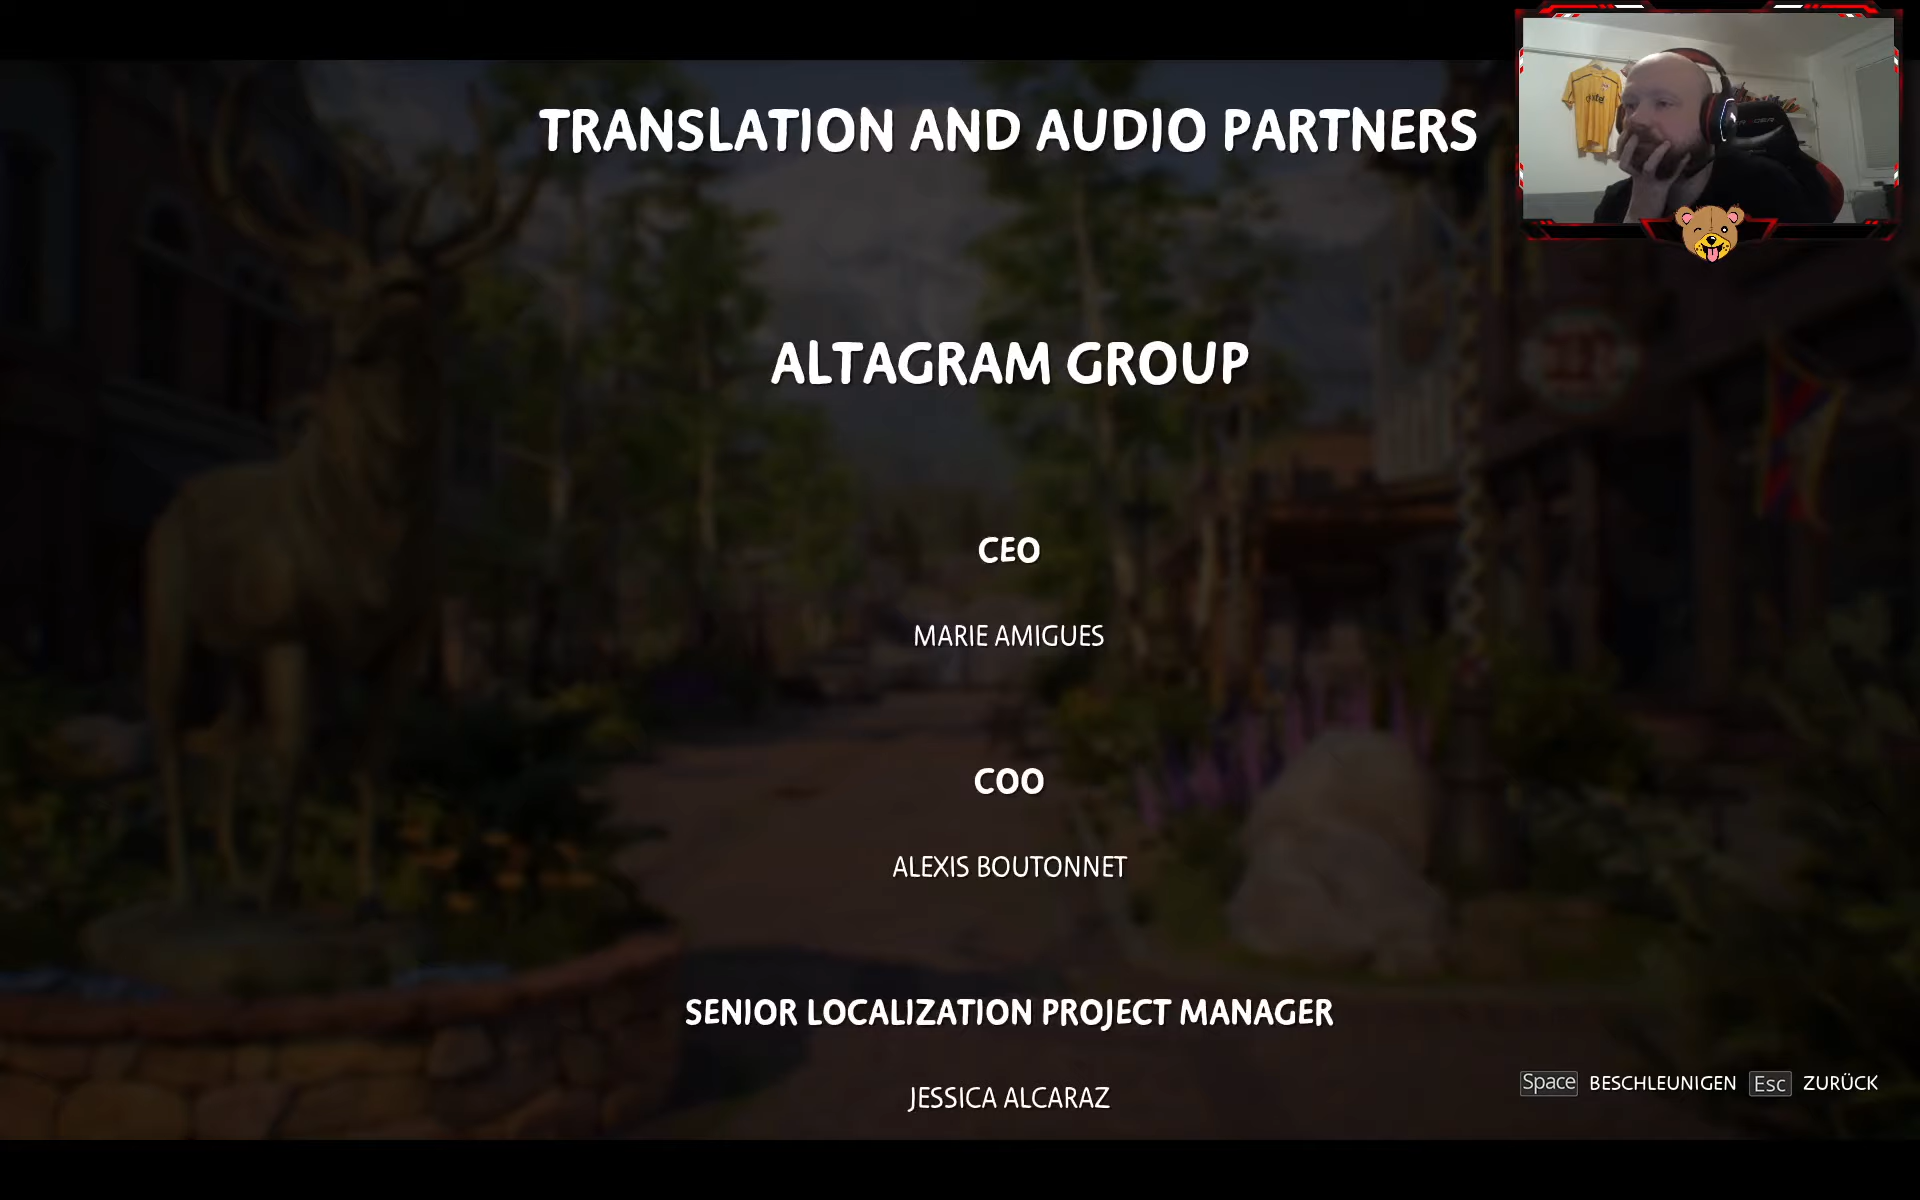 TRANSLATION AND AUDIO PARTNERS
ALTAGRAM GROUP
CEO
MARIE AMIGUES
COO
ALEXIS BOUTONNET
SENIOR LOCALIZATION PROJECT MANAGER
JESSICA ALCARAZ
Space BESCHLEUNIGEN Esc ZURÜCK